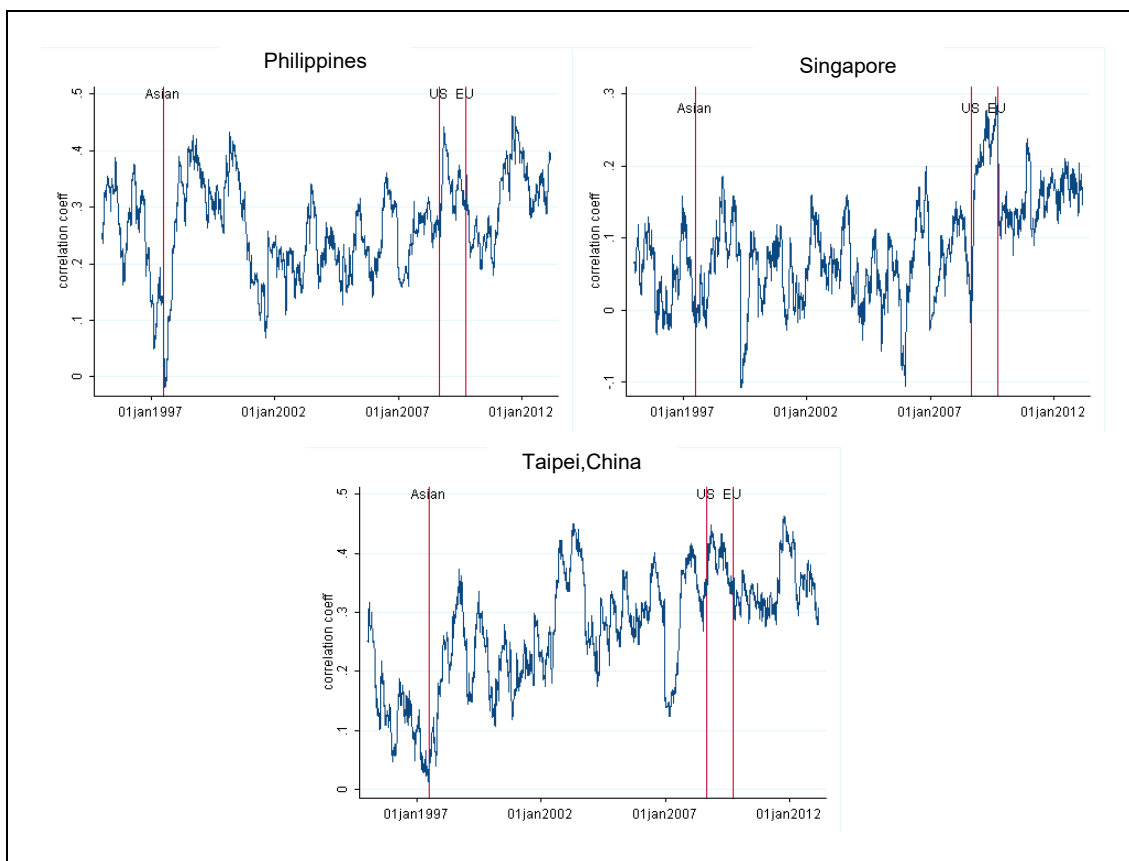 Philippines
Asian US EU
.5
.4
.3
.2
.1
0
correlation coeff
01jan1997 01jan2002 01jan2007 01jan2012
Singapore
Asian US EU
.3
.2
.1
0
-.1
correlation coeff
01jan1997 01jan2002 01jan2007 01jan2012
Taipei,China
Asian US EU
.5
.4
.3
.2
.1
0
correlation coeff
01jan1997 01jan2002 01jan2007 01jan2012